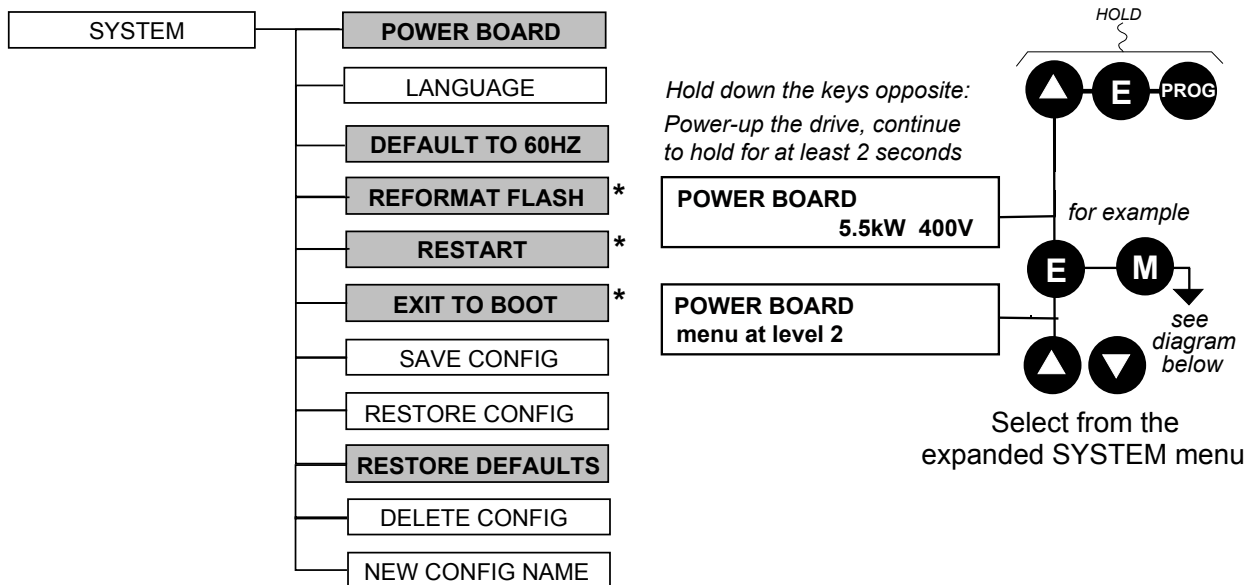 SYSTEM
POWER BOARD
LANGUAGE
DEFAULT TO 60HZ
REFORMAT FLASH *
RESTART *
EXIT TO BOOT *
SAVE CONFIG
RESTORE CONFIG
RESTORE DEFAULTS
DELETE CONFIG
NEW CONFIG NAME
HOLD
E
PROG
Hold down the keys opposite:
Power-up the drive, continue
to hold for at least 2 seconds
POWER BOARD
5.5kW 400V
for example
E
M
POWER BOARD
menu at level 2
see
diagram
below
Select from the
expanded SYSTEM menu